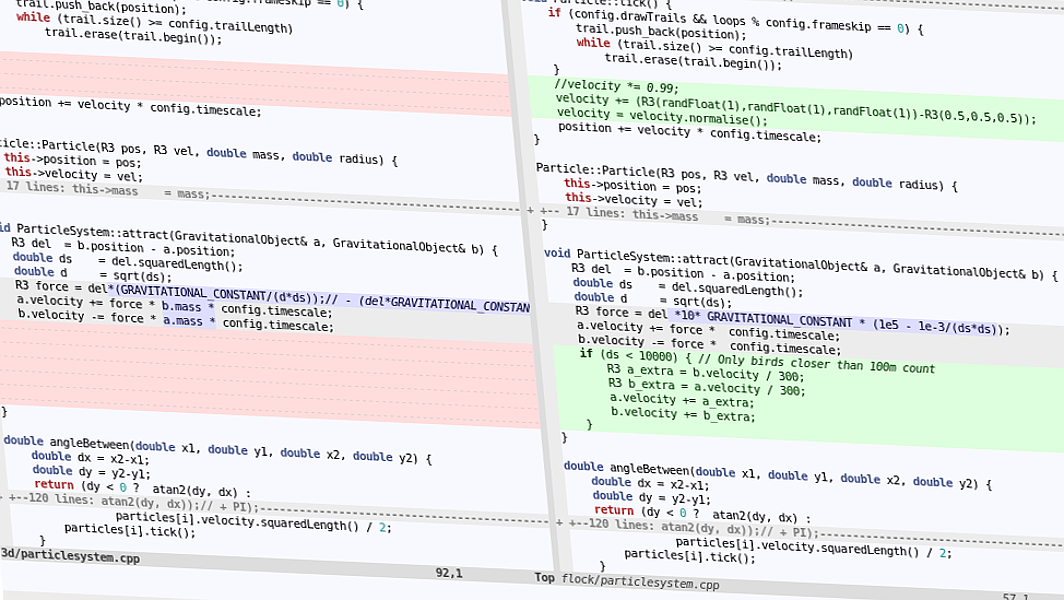 trail.push_back(position);
while (trail.size() >= config.trailLength)
trail.erase(trail.begin());
position += velocity * config.timescale;
Particle(R3 pos, R3 vel, double mass, double radius) {
this->position = pos;
this->velocity = vel;
17 lines: this->mass    = mass;
ParticleSystem::attract(GravitationalObject& a, GravitationalObject& b) {
R3 del  = b.position - a.position;
double ds    = del.squaredLength();
double d     = sqrt(ds);
R3 force = del*(GRAVITATIONAL_CONSTANT/(d*ds));// - (del*GRAVITATIONAL_CONSTAN
a.velocity += force * b.mass * config.timescale;
b.velocity -= force * a.mass * config.timescale;
}
double angleBetween(double x1, double y1, double x2, double y2) {
double dx = x2-x1;
double dy = y2-y1;
return (dy < 0 ?  atan2(dy, dx) :
+--120 lines: atan2(dy, dx));// + PI);
particles[i].velocity.squaredLength() / 2;
particles[i].tick();
}
3d/particlesystem.cpp 92,1 Top
Particle::tick() {
if (config.drawTrails && loops % config.frameskip == 0) {
trail.push_back(position);
while (trail.size() >= config.trailLength)
trail.erase(trail.begin());
}
//velocity *= 0.99;
velocity += (R3(randFloat(1),randFloat(1),randFloat(1))-R3(0.5,0.5,0.5));
velocity = velocity.normalise();
position += velocity * config.timescale;
}
Particle::Particle(R3 pos, R3 vel, double mass, double radius) {
this->position = pos;
this->velocity = vel;
+ +-- 17 lines: this->mass    = mass;
}
void ParticleSystem::attract(GravitationalObject& a, GravitationalObject& b) {
R3 del  = b.position - a.position;
double ds    = del.squaredLength();
double d     = sqrt(ds);
R3 force = del *10* GRAVITATIONAL_CONSTANT * (1e5 - 1e-3/(ds*ds));
a.velocity += force *  config.timescale;
b.velocity -= force *  config.timescale;
if (ds < 10000) { // Only birds closer than 100m count
R3 a_extra = b.velocity / 300;
R3 b_extra = a.velocity / 300;
a.velocity += a_extra;
b.velocity += b_extra;
}
}
double angleBetween(double x1, double y1, double x2, double y2) {
double dx = x2-x1;
double dy = y2-y1;
return (dy < 0 ?  atan2(dy, dx) :
+ +--120 lines: atan2(dy, dx));// + PI);
particles[i].velocity.squaredLength() / 2;
particles[i].tick();
}
flock/particlesystem.cpp 57,1